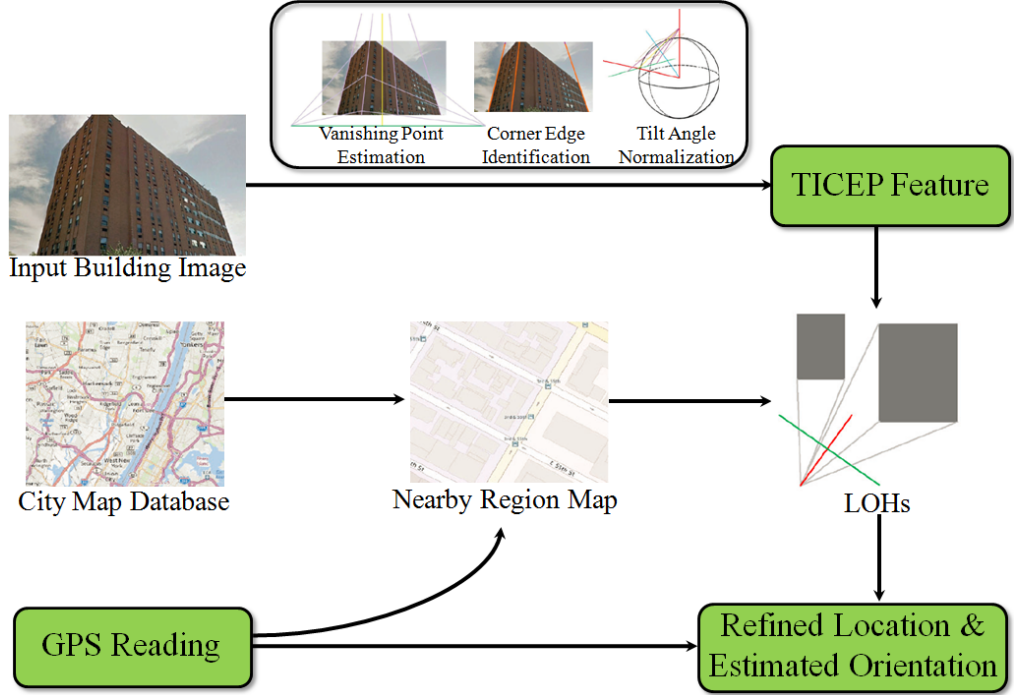 Vanishing Point
Estimation
Corner Edge
Identification
Tilt Angle
Normalization
TICEP Feature
Input Building Image
City Map Database
Nearby Region Map
LOHs
GPS Reading
Refined Location &
Estimated Orientation